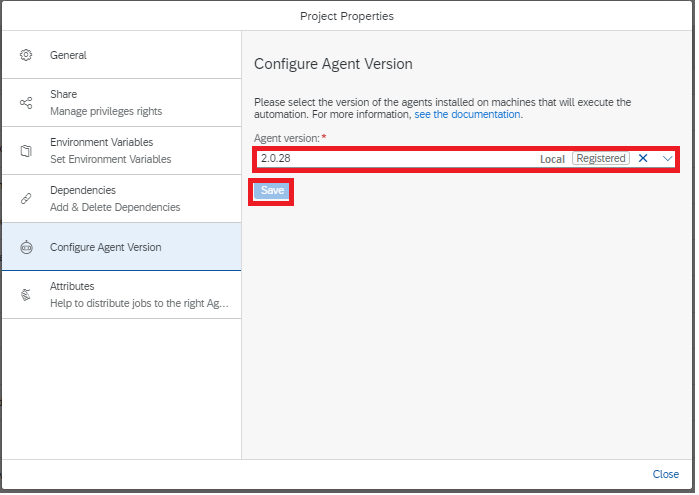 Project Properties
General
Share
Manage privileges rights
Environment Variables
Set Environment Variables
Dependencies
Add & Delete Dependencies
Configure Agent Version
Attributes
Help to distribute jobs to the right Ag...
Configure Agent Version
Please select the version of the agents installed on machines that will execute the
automation. For more information, see the documentation.
Agent version:*
2.0.28 Local Registered
Save
Close